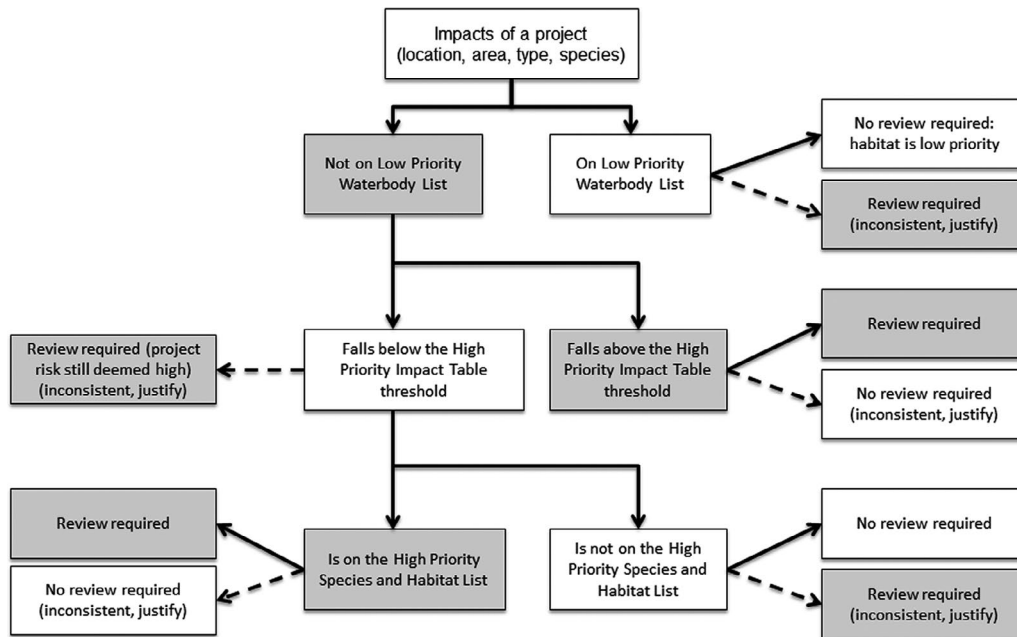 Impacts of a project
(location, area, type, species)
Not on Low Priority
Waterbody List
On Low Priority
Waterbody List
No review required:
habitat is low priority
Review required
(inconsistent, justify)
Review required (project
risk still deemed high)
(inconsistent, justify)
Falls below the High
Priority Impact Table
threshold
Falls above the High
Priority Impact Table
threshold
Review required
No review required
(inconsistent, justify)
Review required
No review required
(inconsistent, justify)
Is on the High Priority
Species and Habitat List
Is not on the High
Priority Species and
Habitat List
No review required
Review required
(inconsistent, justify)